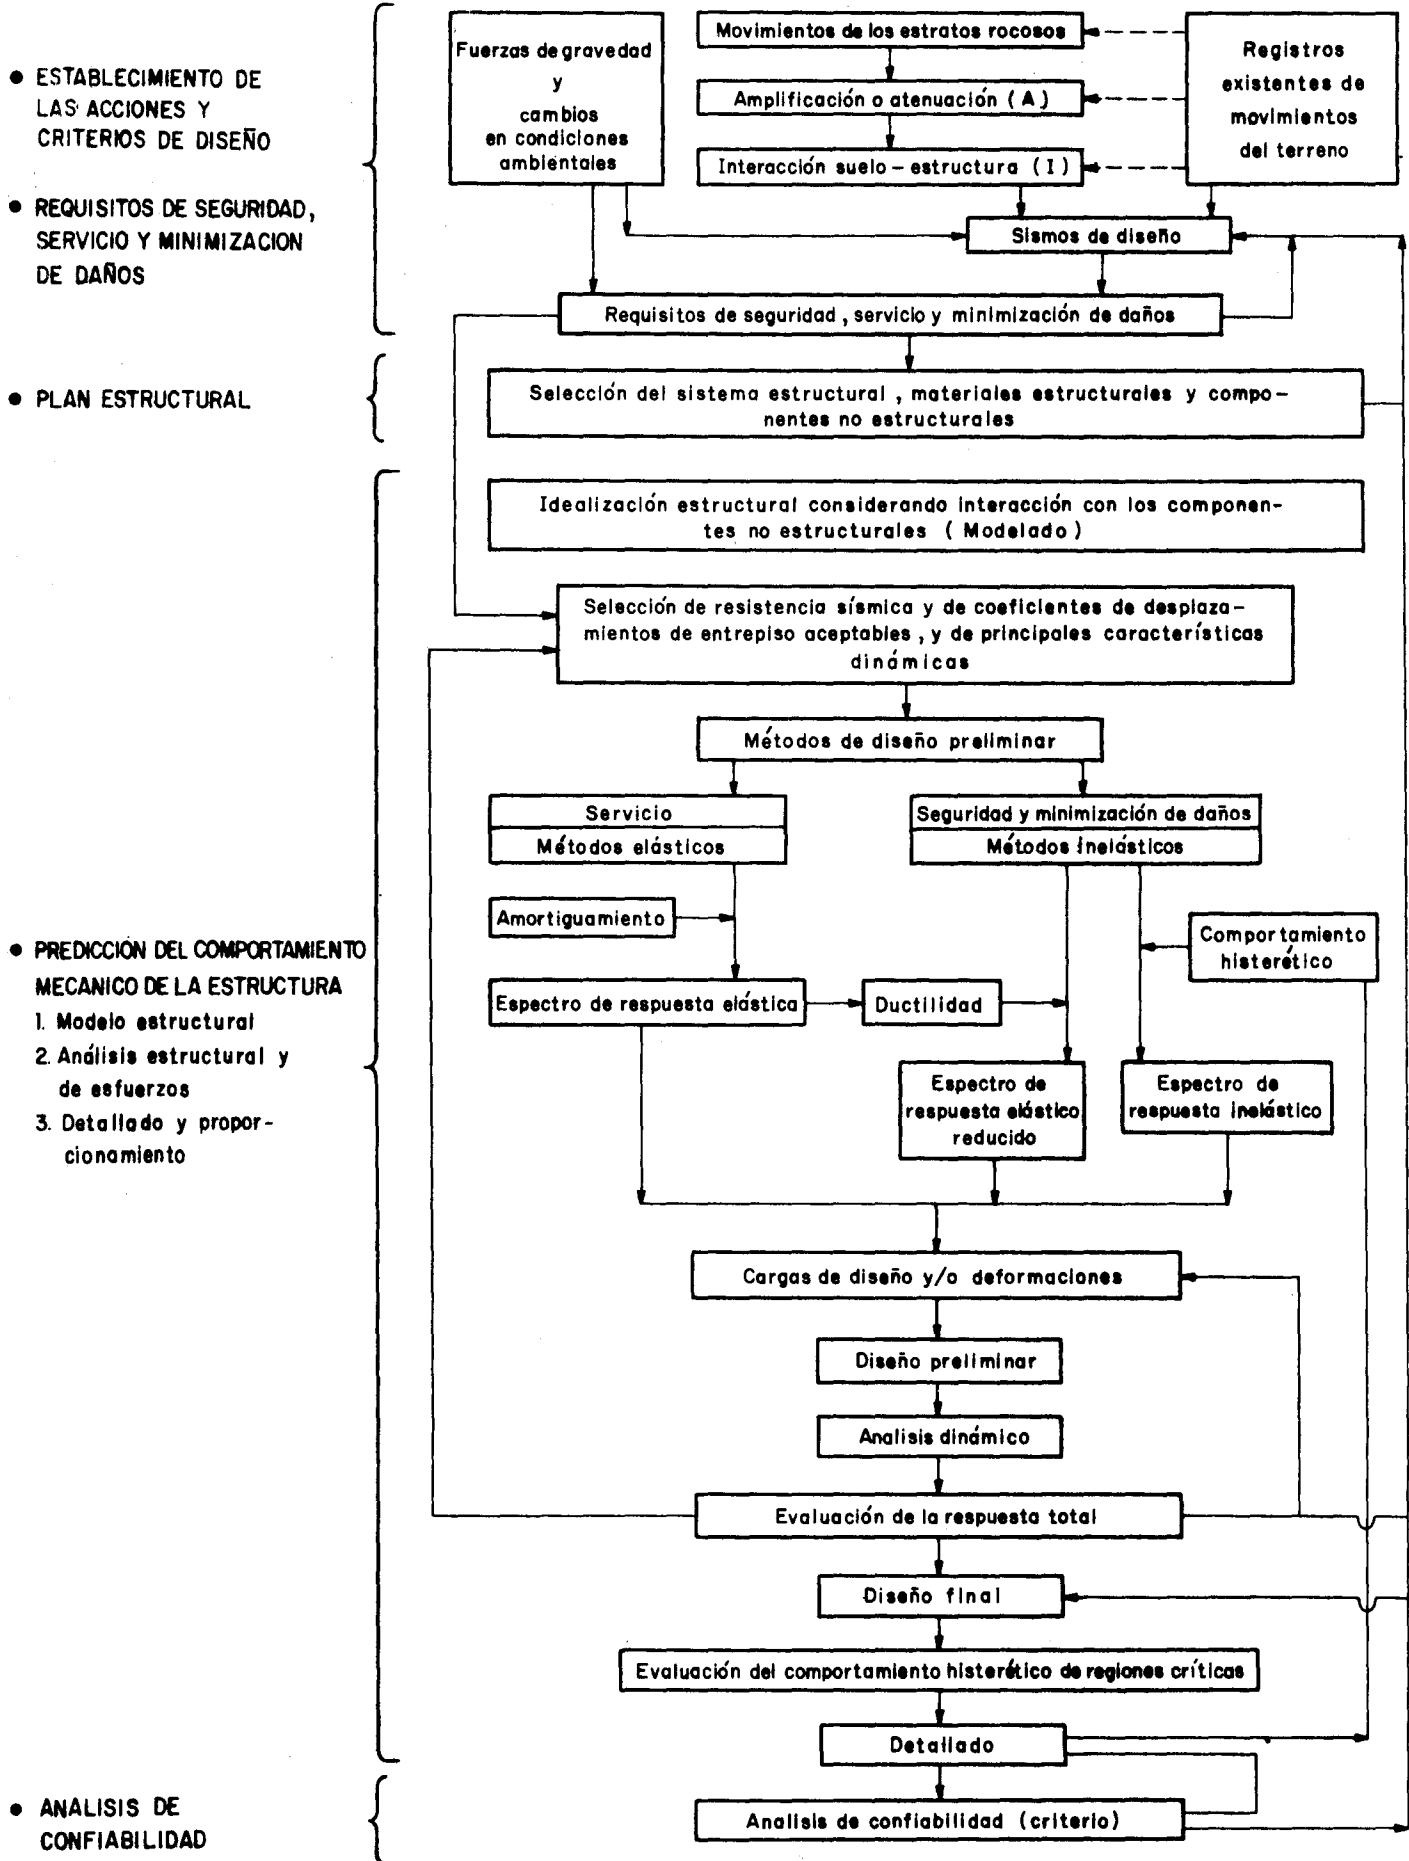 ● ESTABLECIMIENTO DE
LAS ACCIONES Y
CRITERIOS DE DISEÑO
● REQUISITOS DE SEGURIDAD,
SERVICIO Y MINIMIZACION
DE DAÑOS
Fuerzas de gravedad
y
cambios
en condiciones
ambientales
Movimientos de los estratos rocosos
Amplificación o atenuación (A)
Interacción suelo-estructura (I)
Registros
existentes de
movimientos
del terreno
Sismos de diseño
Requisitos de seguridad, servicio y minimización de daños
● PLAN ESTRUCTURAL
Selección del sistema estructural, materiales estructurales y compo-
nentes no estructurales
Idealización estructural considerando interacción con los componen-
tes no estructurales (Modelado)
Selección de resistencia sísmica y de coeficientes de desplaza-
mientos de entrepiso aceptables, y de principales características
dinámicas
Métodos de diseño preliminar
Servicio
Métodos elásticos
Seguridad y minimización de daños
Métodos inelásticos
Amortiguamiento
Comportamiento
histerético
● PREDICCION DEL COMPORTAMIENTO
MECANICO DE LA ESTRUCTURA
1. Modelo estructural
2. Análisis estructural y
de esfuerzos
3. Detallado y propor-
cionamiento
Espectro de respuesta elástica
Ductilidad
Espectro de
respuesta elástico
reducido
Espectro de
respuesta inelástico
Cargas de diseño y/o deformaciones
Diseño preliminar
Analisis dinámico
Evaluación de la respuesta total
Diseño final
Evaluación del comportamiento histerético de regiones críticas
Detallado
● ANALISIS DE
CONFIABILIDAD
Analisis de confiabilidad (criterio)